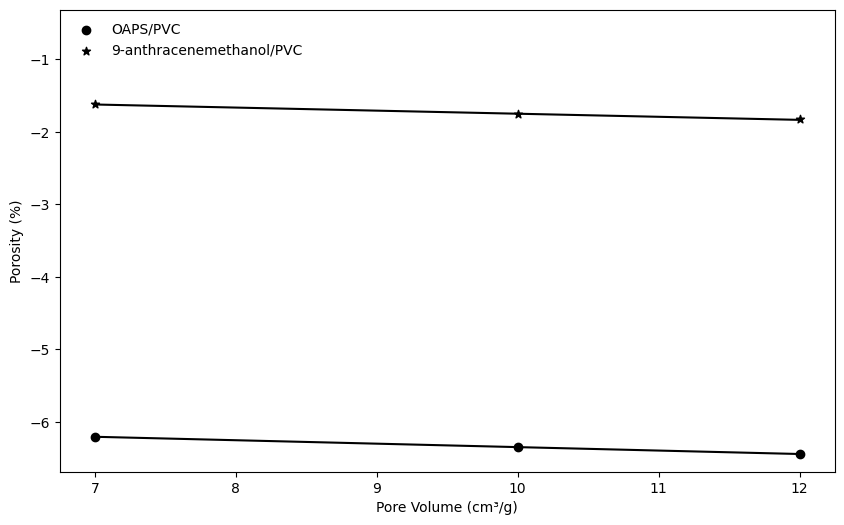 OAPS/PVC
9-anthracenemethanol/PVC
−1
−2
−3
−4
−5
−6
Porosity (%)
7 8 9 10 11 12
Pore Volume (cm³/g)